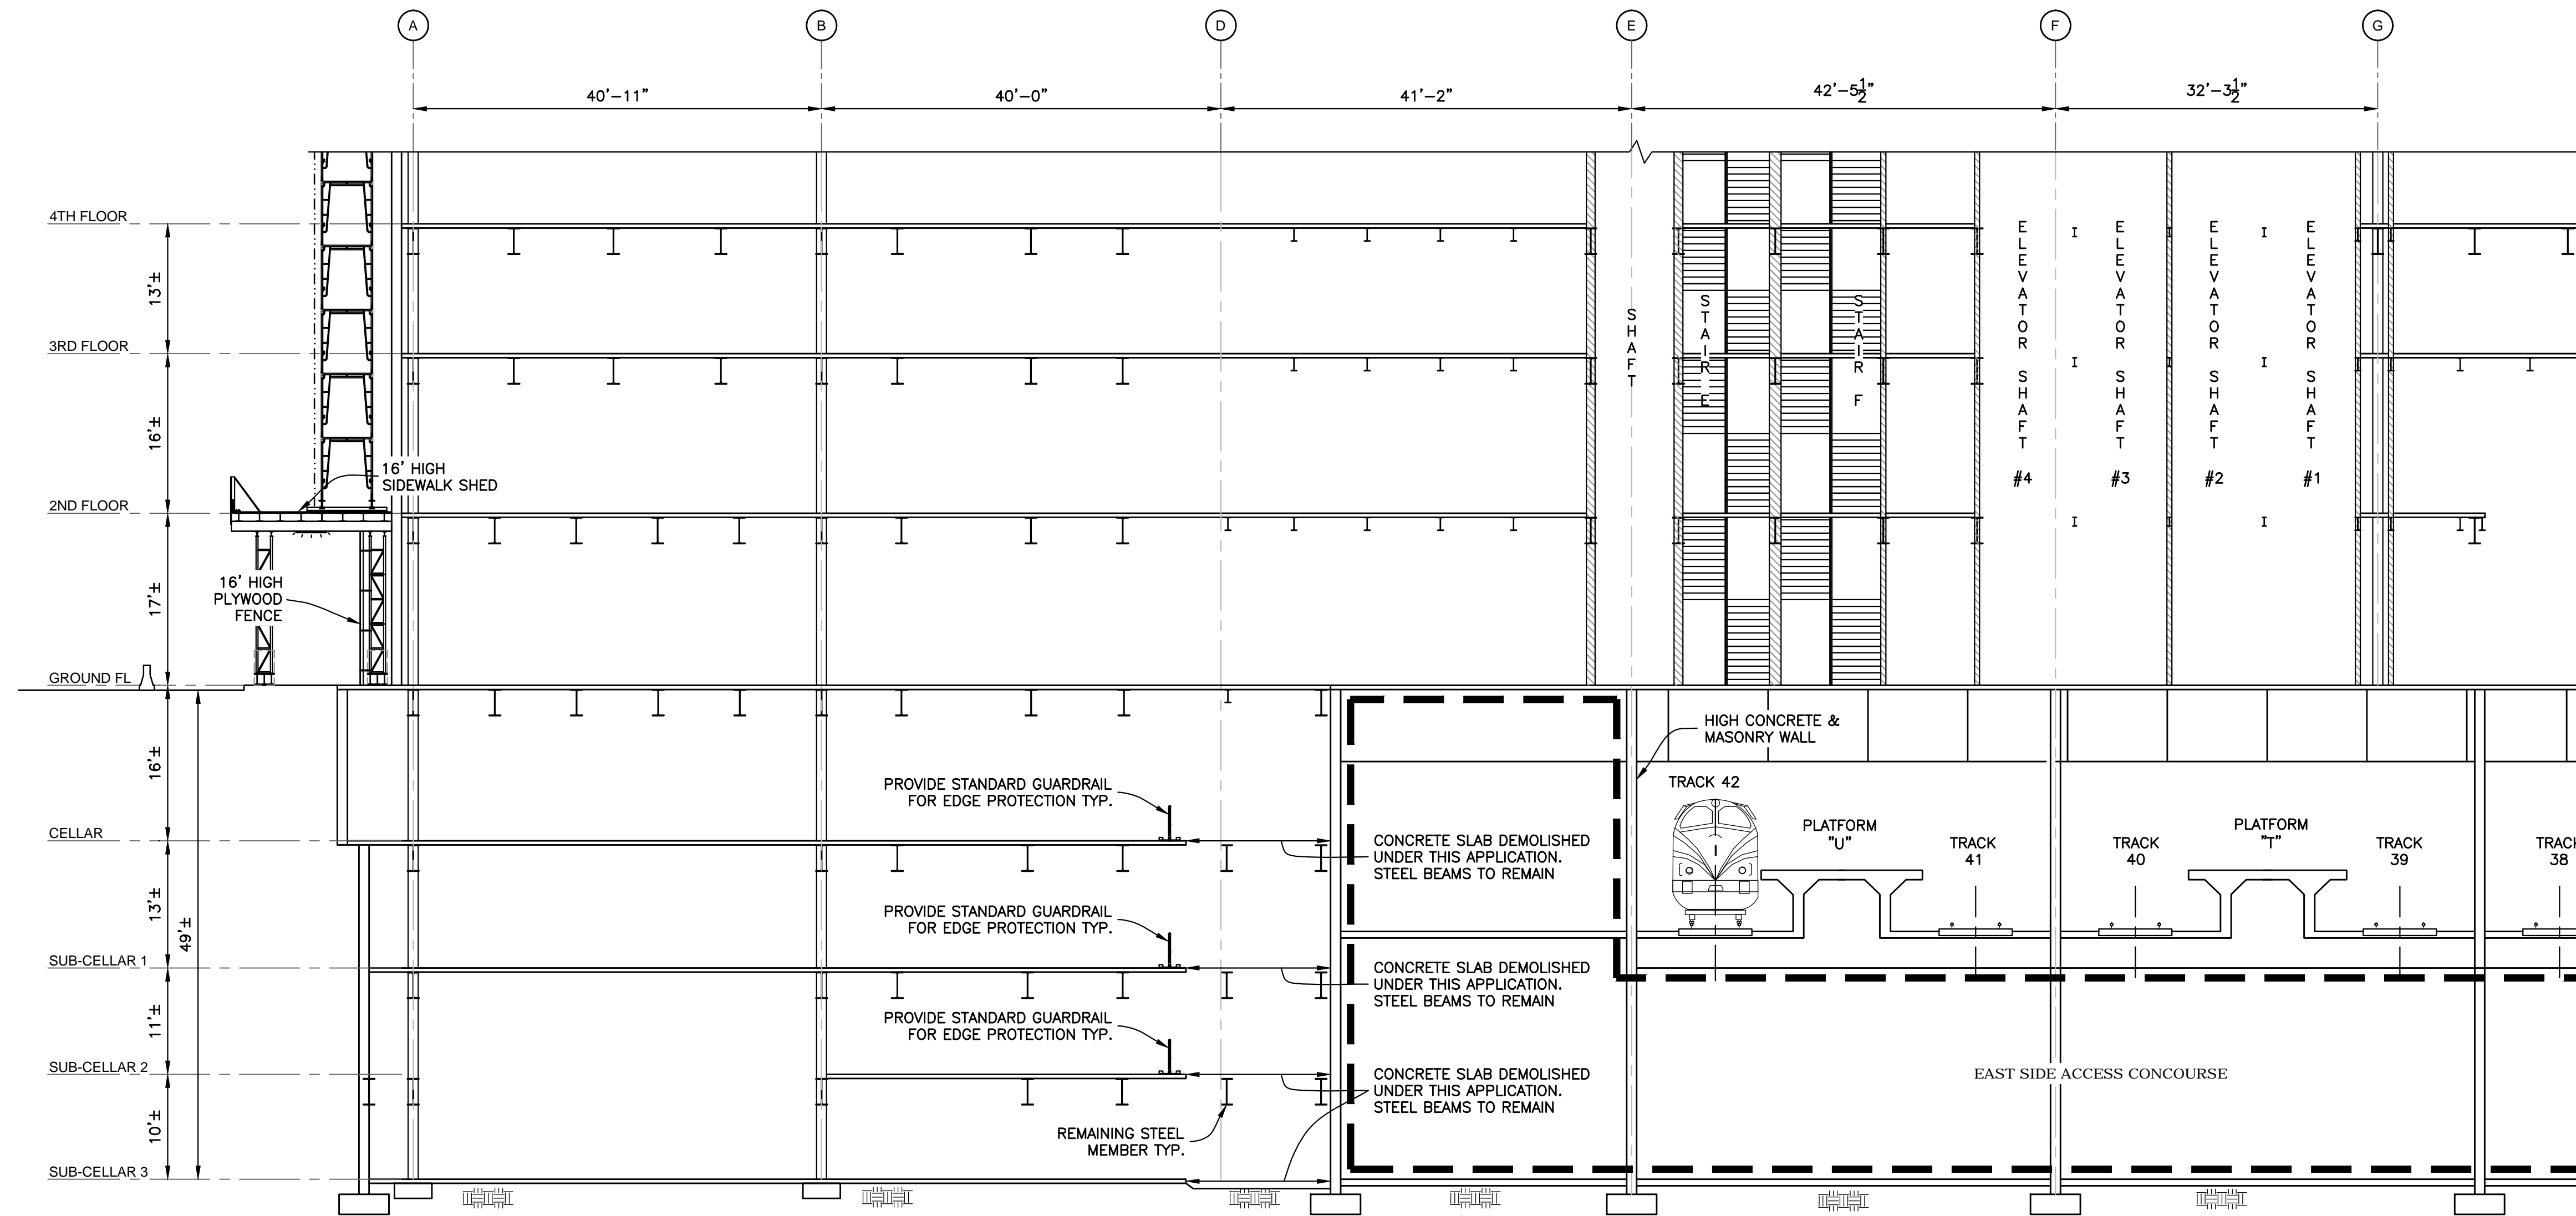 A
B
D
E
F
G
40'-11"
40'-0"
41'-2"
42'-5 1/2"
32'-3 1/2"
4TH FLOOR
13'±
3RD FLOOR
16'±
2ND FLOOR
17'±
GROUND FL
16'±
CELLAR
13'±
49'±
SUB-CELLAR 1
11'±
SUB-CELLAR 2
10'±
SUB-CELLAR 3
16' HIGH
SIDEWALK SHED
16' HIGH
PLYWOOD
FENCE
SHAFT
STAIR E
STAIR F
ELEVATOR SHAFT #4
ELEVATOR SHAFT #3
ELEVATOR SHAFT #2
ELEVATOR SHAFT #1
HIGH CONCRETE &
MASONRY WALL
PROVIDE STANDARD GUARDRAIL
FOR EDGE PROTECTION TYP.
CONCRETE SLAB DEMOLISHED
UNDER THIS APPLICATION.
STEEL BEAMS TO REMAIN
TRACK 42
PLATFORM
"U"
TRACK
41
TRACK
40
PLATFORM
"T"
TRACK
39
TRACK
38
PROVIDE STANDARD GUARDRAIL
FOR EDGE PROTECTION TYP.
CONCRETE SLAB DEMOLISHED
UNDER THIS APPLICATION.
STEEL BEAMS TO REMAIN
PROVIDE STANDARD GUARDRAIL
FOR EDGE PROTECTION TYP.
CONCRETE SLAB DEMOLISHED
UNDER THIS APPLICATION.
STEEL BEAMS TO REMAIN
REMAINING STEEL
MEMBER TYP.
EAST SIDE ACCESS CONCOURSE